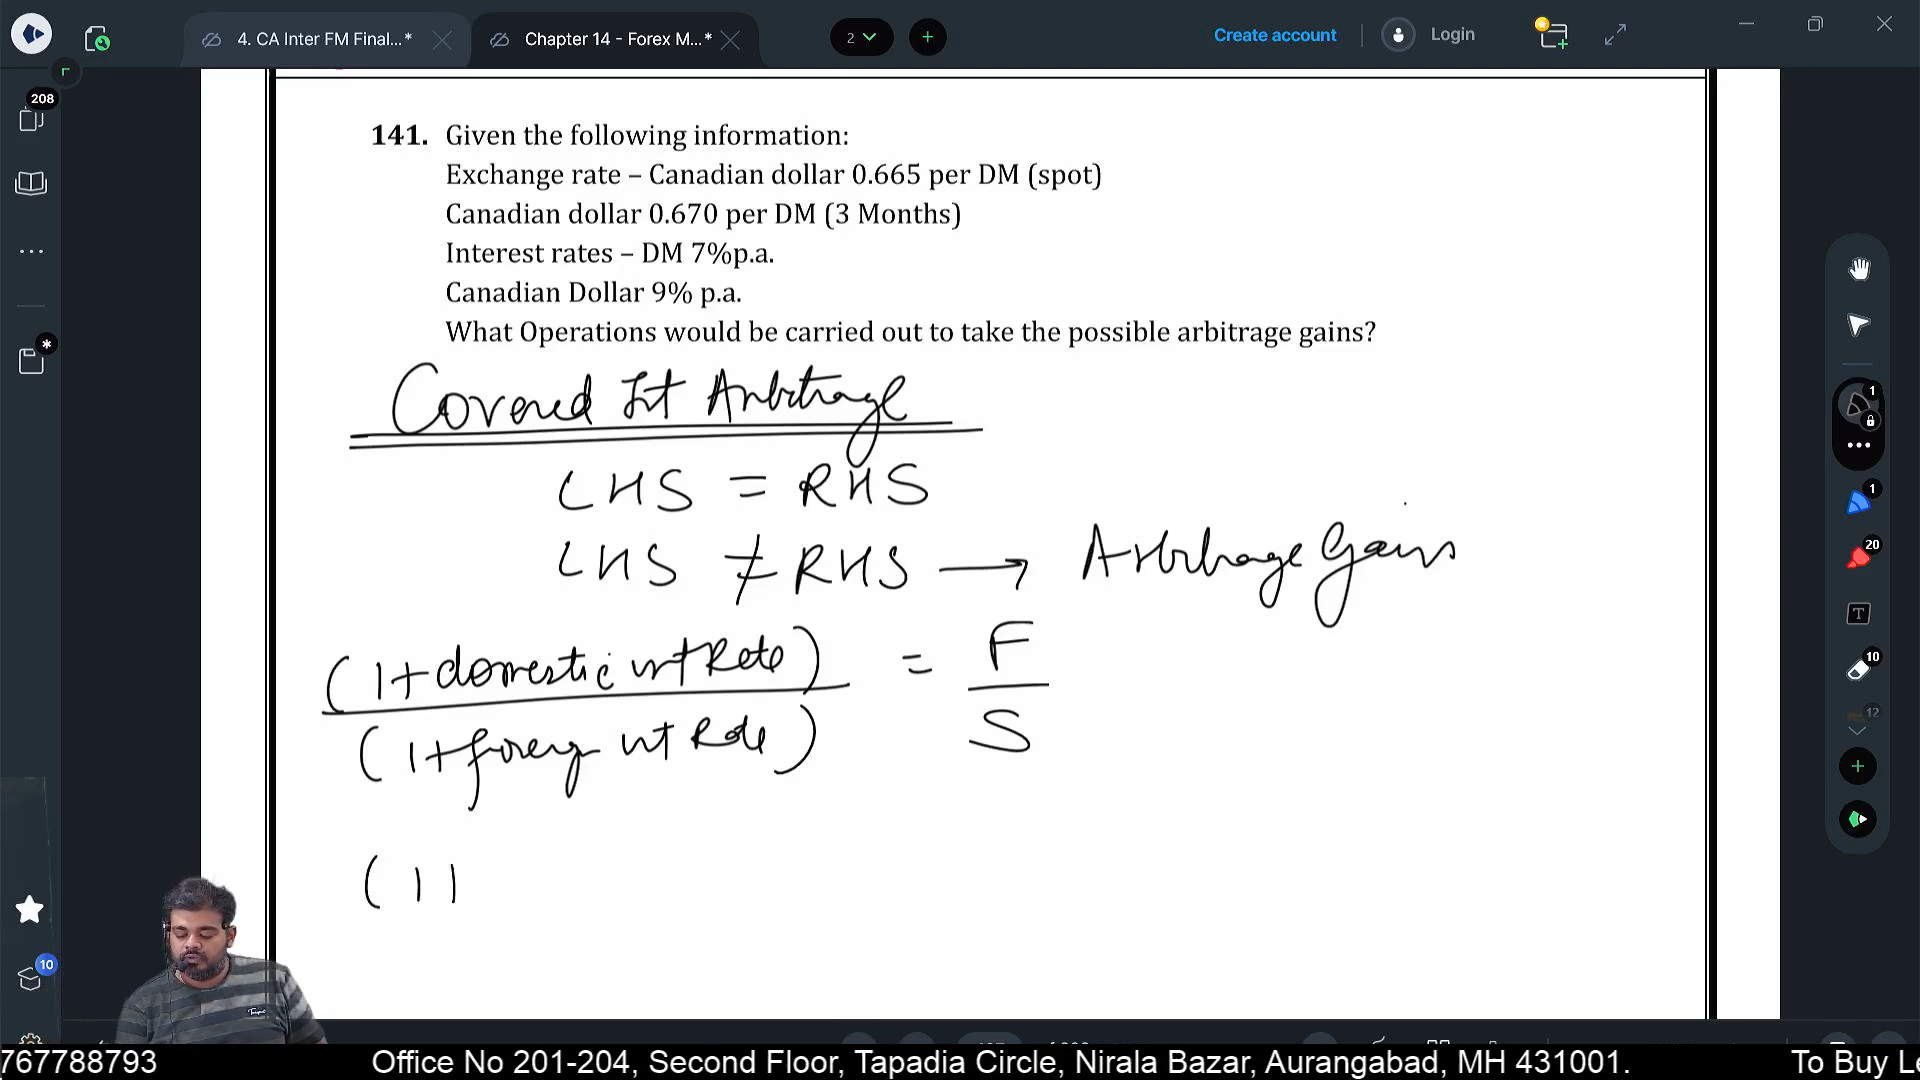 4. CA Inter FM Final...*
Chapter 14 - Forex M...*
2
Create account
Login
208
141. Given the following information:
Exchange rate – Canadian dollar 0.665 per DM (spot)
Canadian dollar 0.670 per DM (3 Months)
Interest rates – DM 7%p.a.
Canadian Dollar 9% p.a.
What Operations would be carried out to take the possible arbitrage gains?
Covered Int Arbitrage
LHS = RHS
LHS ≠ RHS → Arbitrage Gains
(1+domestic int Rate) = F
(1+foreign int Rate) S
( 1 1
1
1
20
T
10
12
10
767788793 Office No 201-204, Second Floor, Tapadia Circle, Nirala Bazar, Aurangabad, MH 431001. To Buy Le